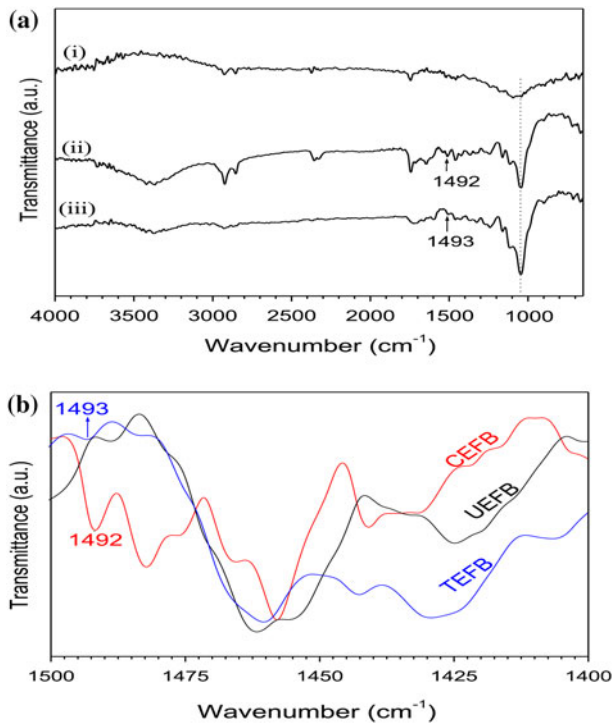 (a)
(i)
(ii)
(iii)
1492
1493
Transmittance (a.u.)
4000 3500 3000 2500 2000 1500 1000
Wavenumber (cm⁻¹)
(b)
1493
1492
CEFB
UEFB
TEFB
Transmittance (a.u.)
1500 1475 1450 1425 1400
Wavenumber (cm⁻¹)